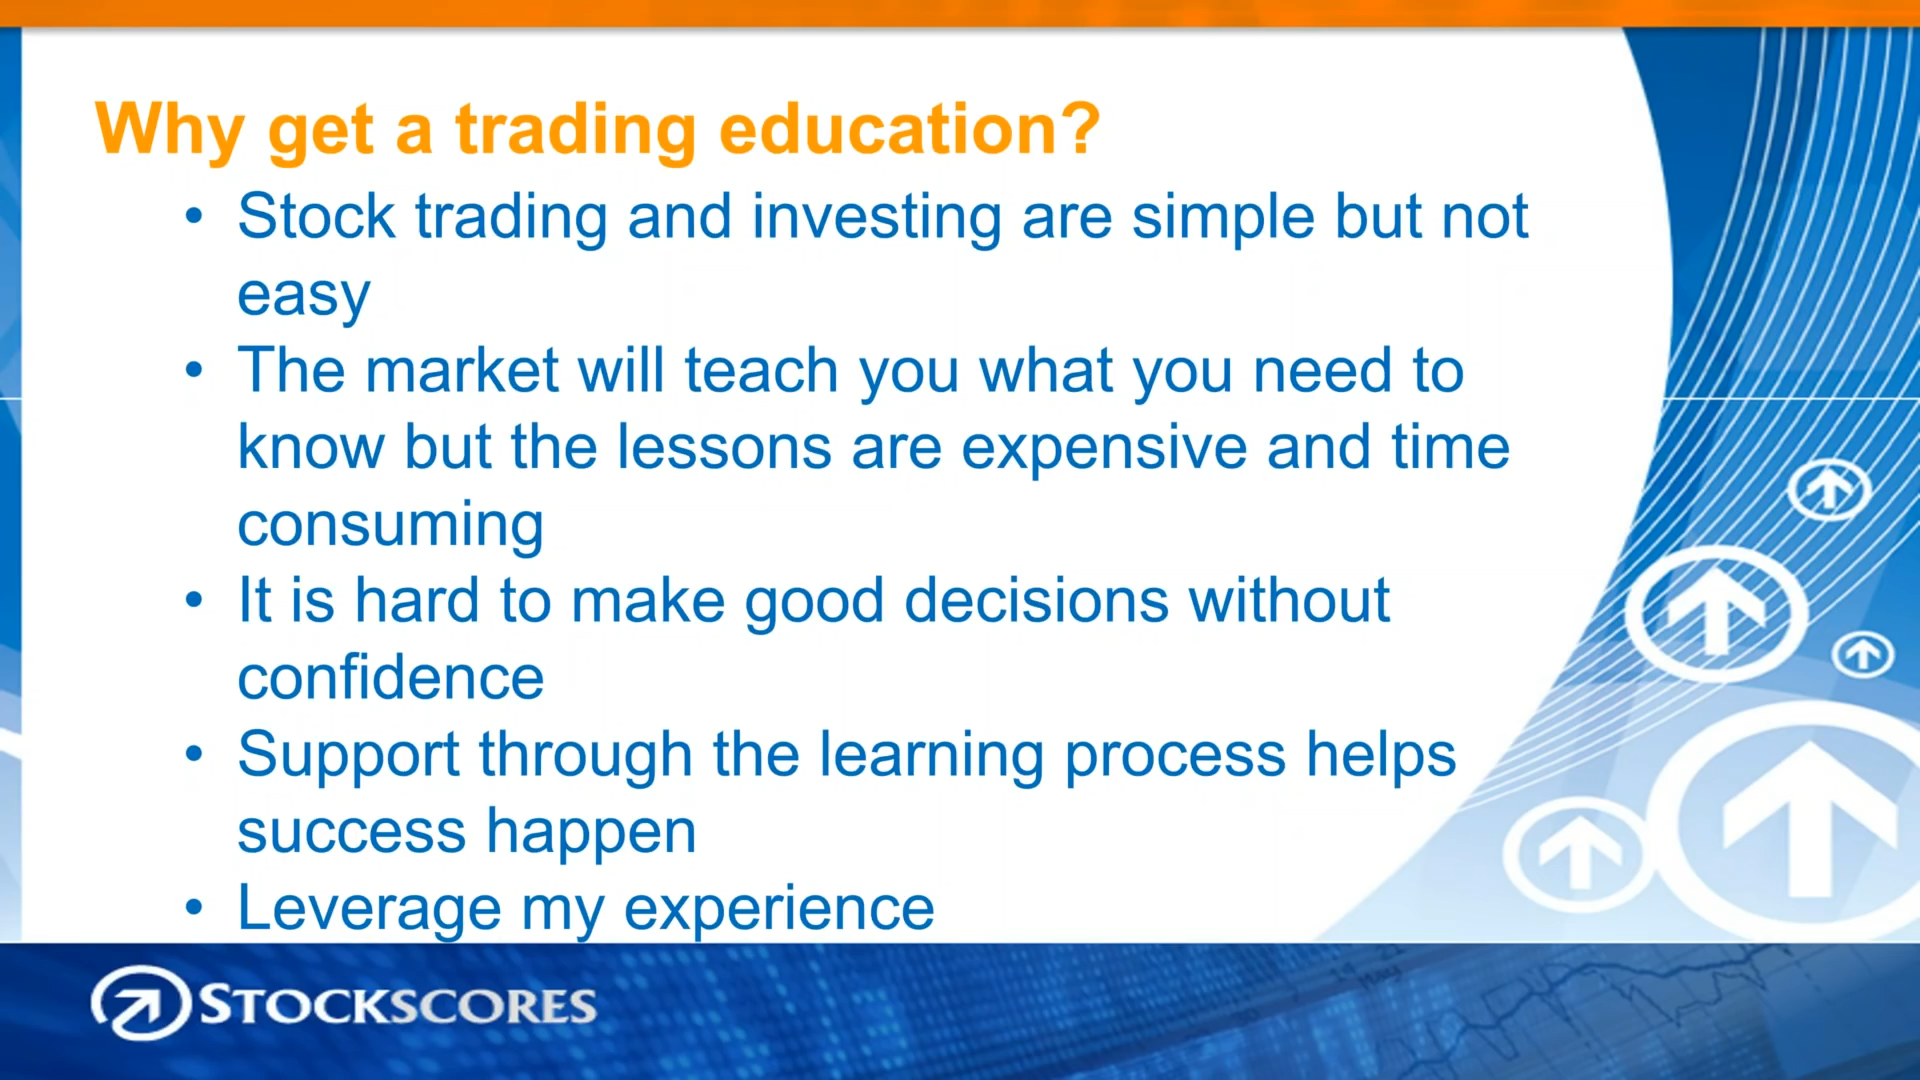 Why get a trading education?
• Stock trading and investing are simple but not
easy
• The market will teach you what you need to
know but the lessons are expensive and time
consuming
• It is hard to make good decisions without
confidence
• Support through the learning process helps
success happen
• Leverage my experience
STOCKSCORES